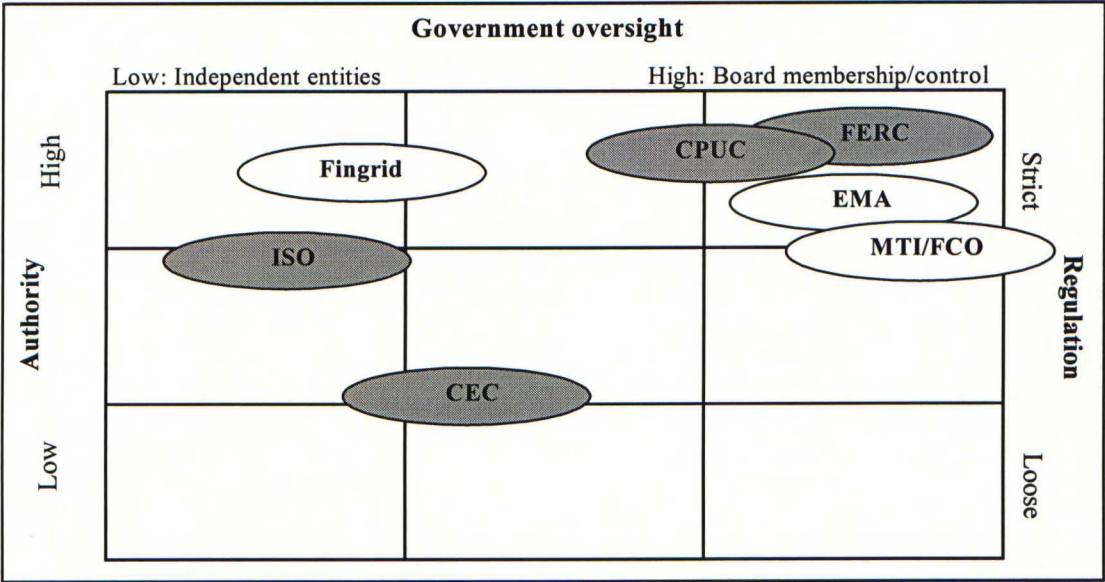 Government oversight
Low: Independent entities
High: Board membership/control
High
Strict
FERC
CPUC
Fingrid
EMA
MTI/FCO
ISO
Authority
Regulation
CEC
Low
Loose